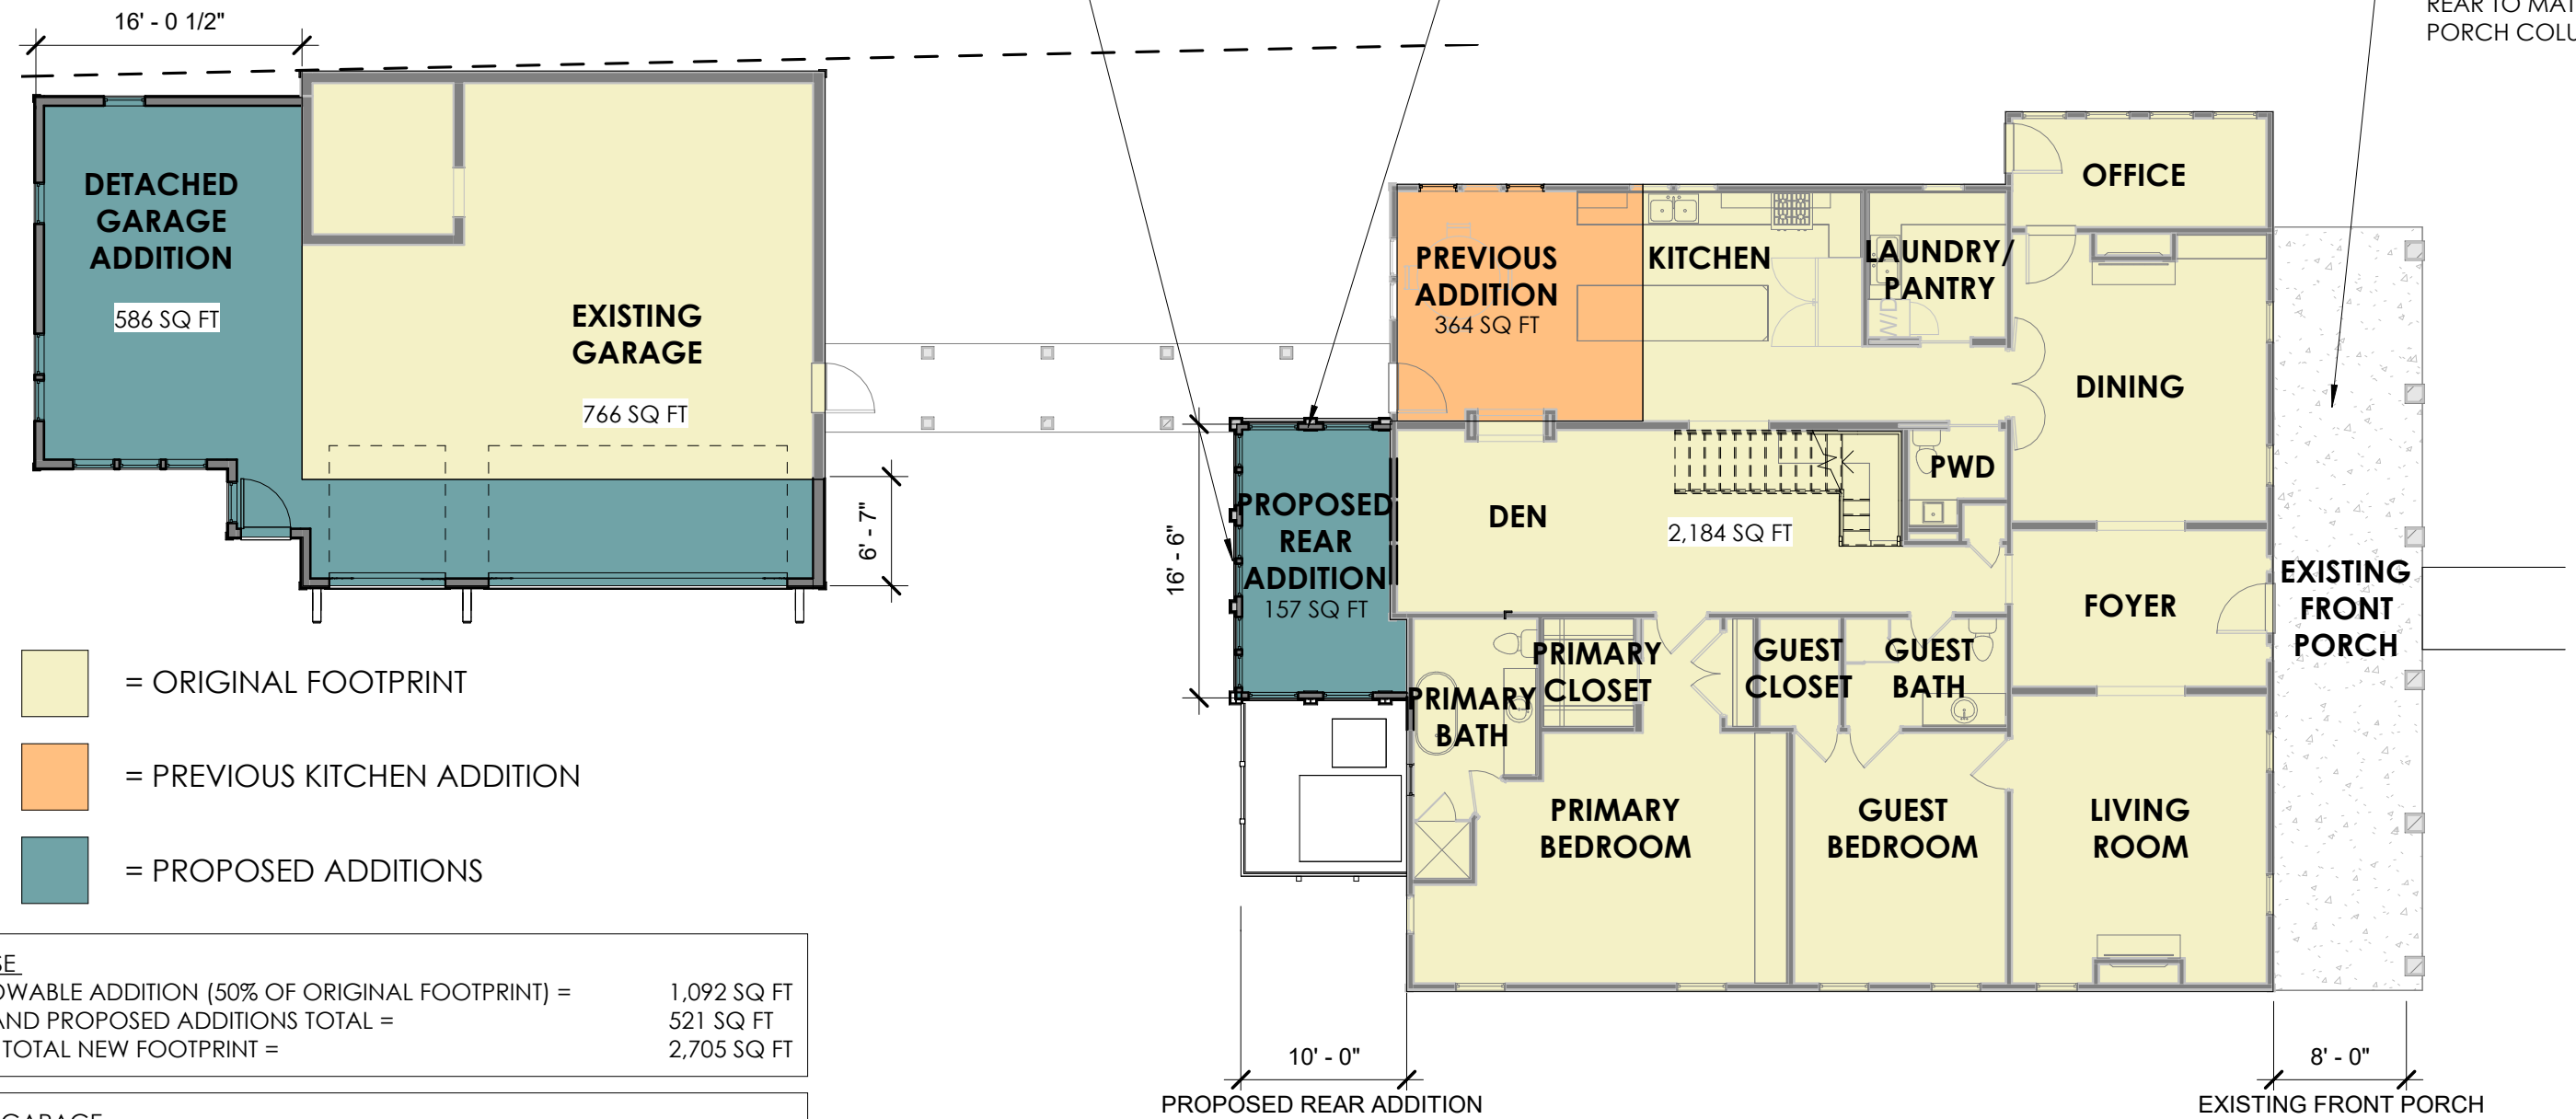 16' - 0 1/2"
REAR TO MAT
PORCH COLU
DETACHED
GARAGE
ADDITION
586 SQ FT
EXISTING
GARAGE
766 SQ FT
6' - 7"
OFFICE
PREVIOUS
ADDITION
364 SQ FT
KITCHEN
LAUNDRY/
PANTRY
W/D
DINING
PWD
DEN
2,184 SQ FT
16' - 6"
PROPOSED
REAR
ADDITION
157 SQ FT
FOYER
EXISTING
FRONT
PORCH
PRIMARY
CLOSET
GUEST
CLOSET
GUEST
BATH
PRIMARY
BATH
PRIMARY
BEDROOM
GUEST
BEDROOM
LIVING
ROOM
= ORIGINAL FOOTPRINT
= PREVIOUS KITCHEN ADDITION
= PROPOSED ADDITIONS
SE
OWABLE ADDITION (50% OF ORIGINAL FOOTPRINT) = 1,092 SQ FT
AND PROPOSED ADDITIONS TOTAL = 521 SQ FT
TOTAL NEW FOOTPRINT = 2,705 SQ FT
GARAGE
10' - 0"
PROPOSED REAR ADDITION
8' - 0"
EXISTING FRONT PORCH